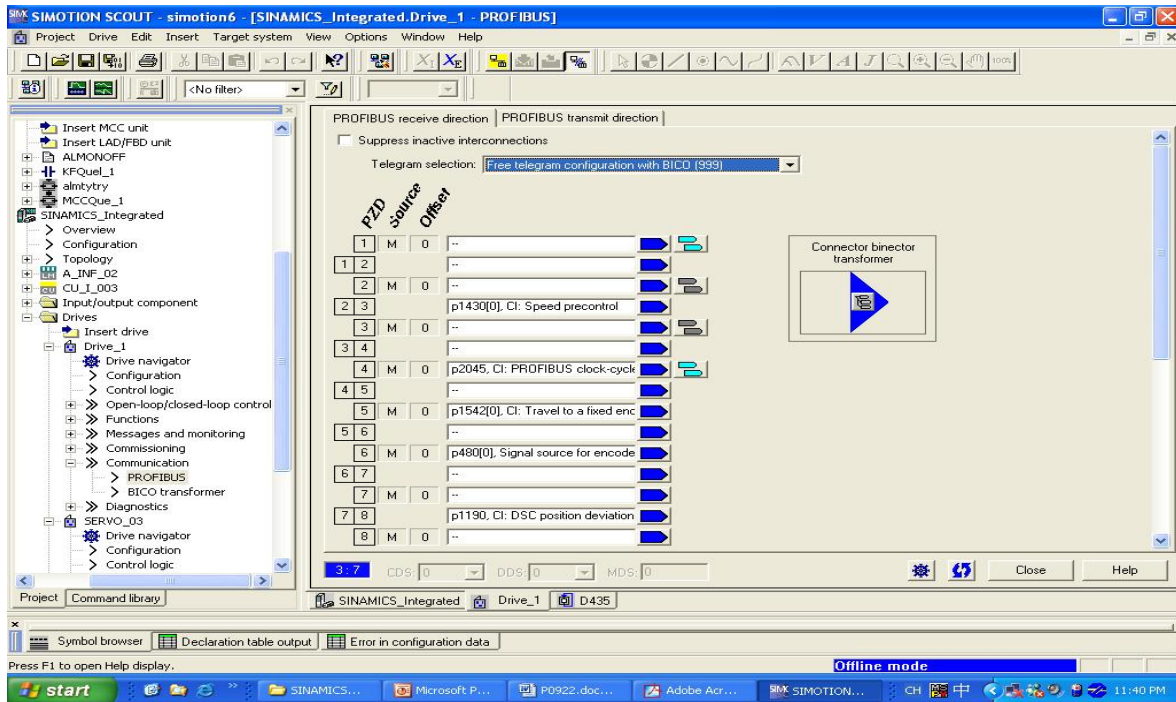 SIMOTION SCOUT - simotion6 - [SINAMICS_Integrated.Drive_1 - PROFIBUS]
Project Drive Edit Insert Target system View Options Window Help
<No filter>
Insert MCC unit
Insert LAD/FBD unit
ALMONOFF
KFQuel_1
almtytry
MCCQue_1
SINAMICS_Integrated
Overview
Configuration
Topology
A_INF_02
CU_I_003
Input/output component
Drives
Insert drive
Drive_1
Drive navigator
Configuration
Control logic
Open-loop/closed-loop control
Functions
Messages and monitoring
Commissioning
Communication
PROFIBUS
BICO transformer
Diagnostics
SERVO_03
Drive navigator
Configuration
Control logic
Project Command library
PROFIBUS receive direction PROFIBUS transmit direction
Suppress inactive interconnections
Telegram selection: Free telegram configuration with BICO (999)
PZD Source Offset
1 M 0 --
1 2 --
2 M 0 --
2 3 p1430[0], CI: Speed precontrol
3 M 0 --
3 4 --
4 M 0 p2045, CI: PROFIBUS clock-cycle
4 5 --
5 M 0 p1542[0], CI: Travel to a fixed enc
5 6 --
6 M 0 p480[0], Signal source for encode
6 7 --
7 M 0 --
7 8 p1190, CI: DSC position deviation
8 M 0 --
Connector binector
transformer
3:7 CDS: 0 DDS: 0 MDS: 0 Close Help
SINAMICS_Integrated Drive_1 D435
Symbol browser Declaration table output Error in configuration data
Press F1 to open Help display. Offline mode
start SINAMICS... Microsoft P... P0922.doc... Adobe Acr... SIMOTION... CH 中 11:40 PM